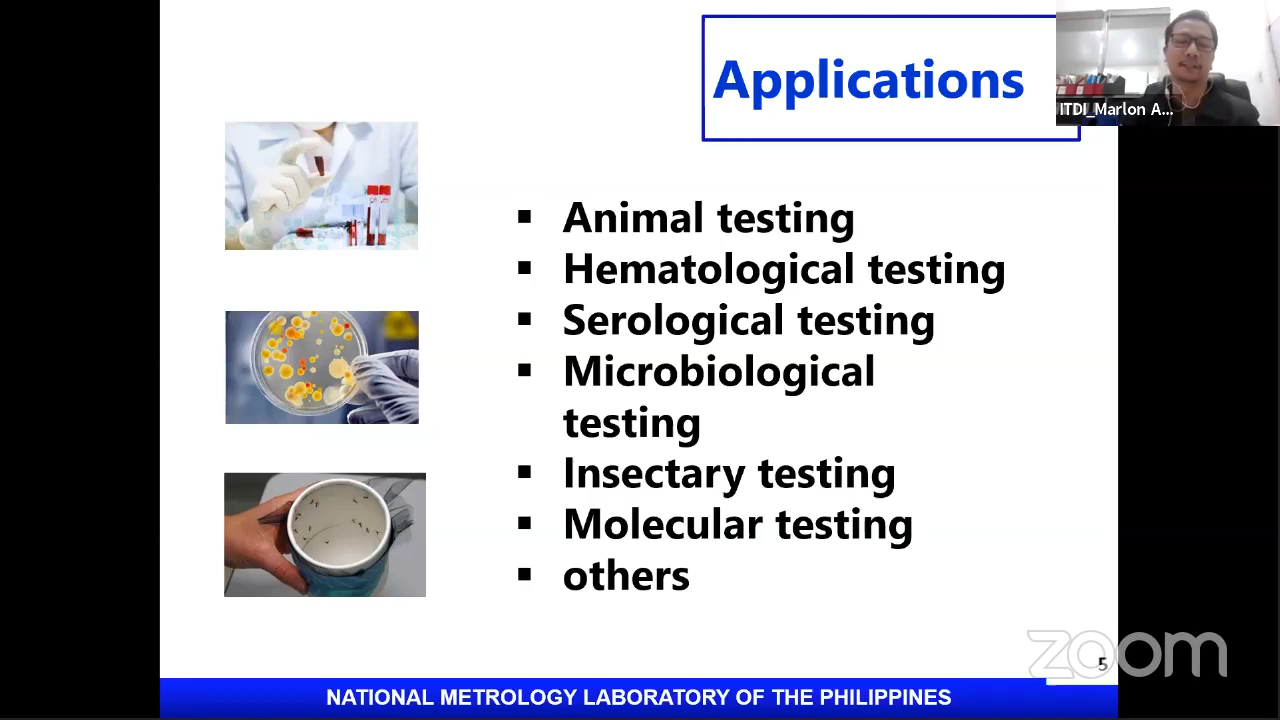 Applications
ITDI_Marlon A...
▪ Animal testing
▪ Hematological testing
▪ Serological testing
▪ Microbiological
testing
▪ Insectary testing
▪ Molecular testing
▪ others
zoom
5
NATIONAL METROLOGY LABORATORY OF THE PHILIPPINES